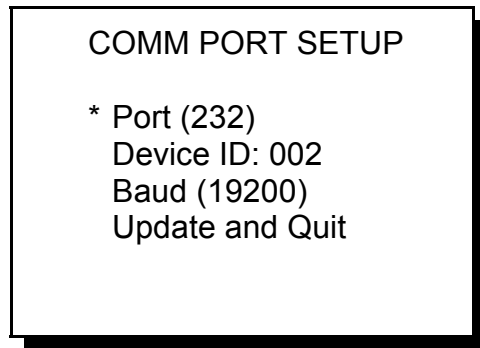 COMM PORT SETUP
* Port (232)
Device ID: 002
Baud (19200)
Update and Quit